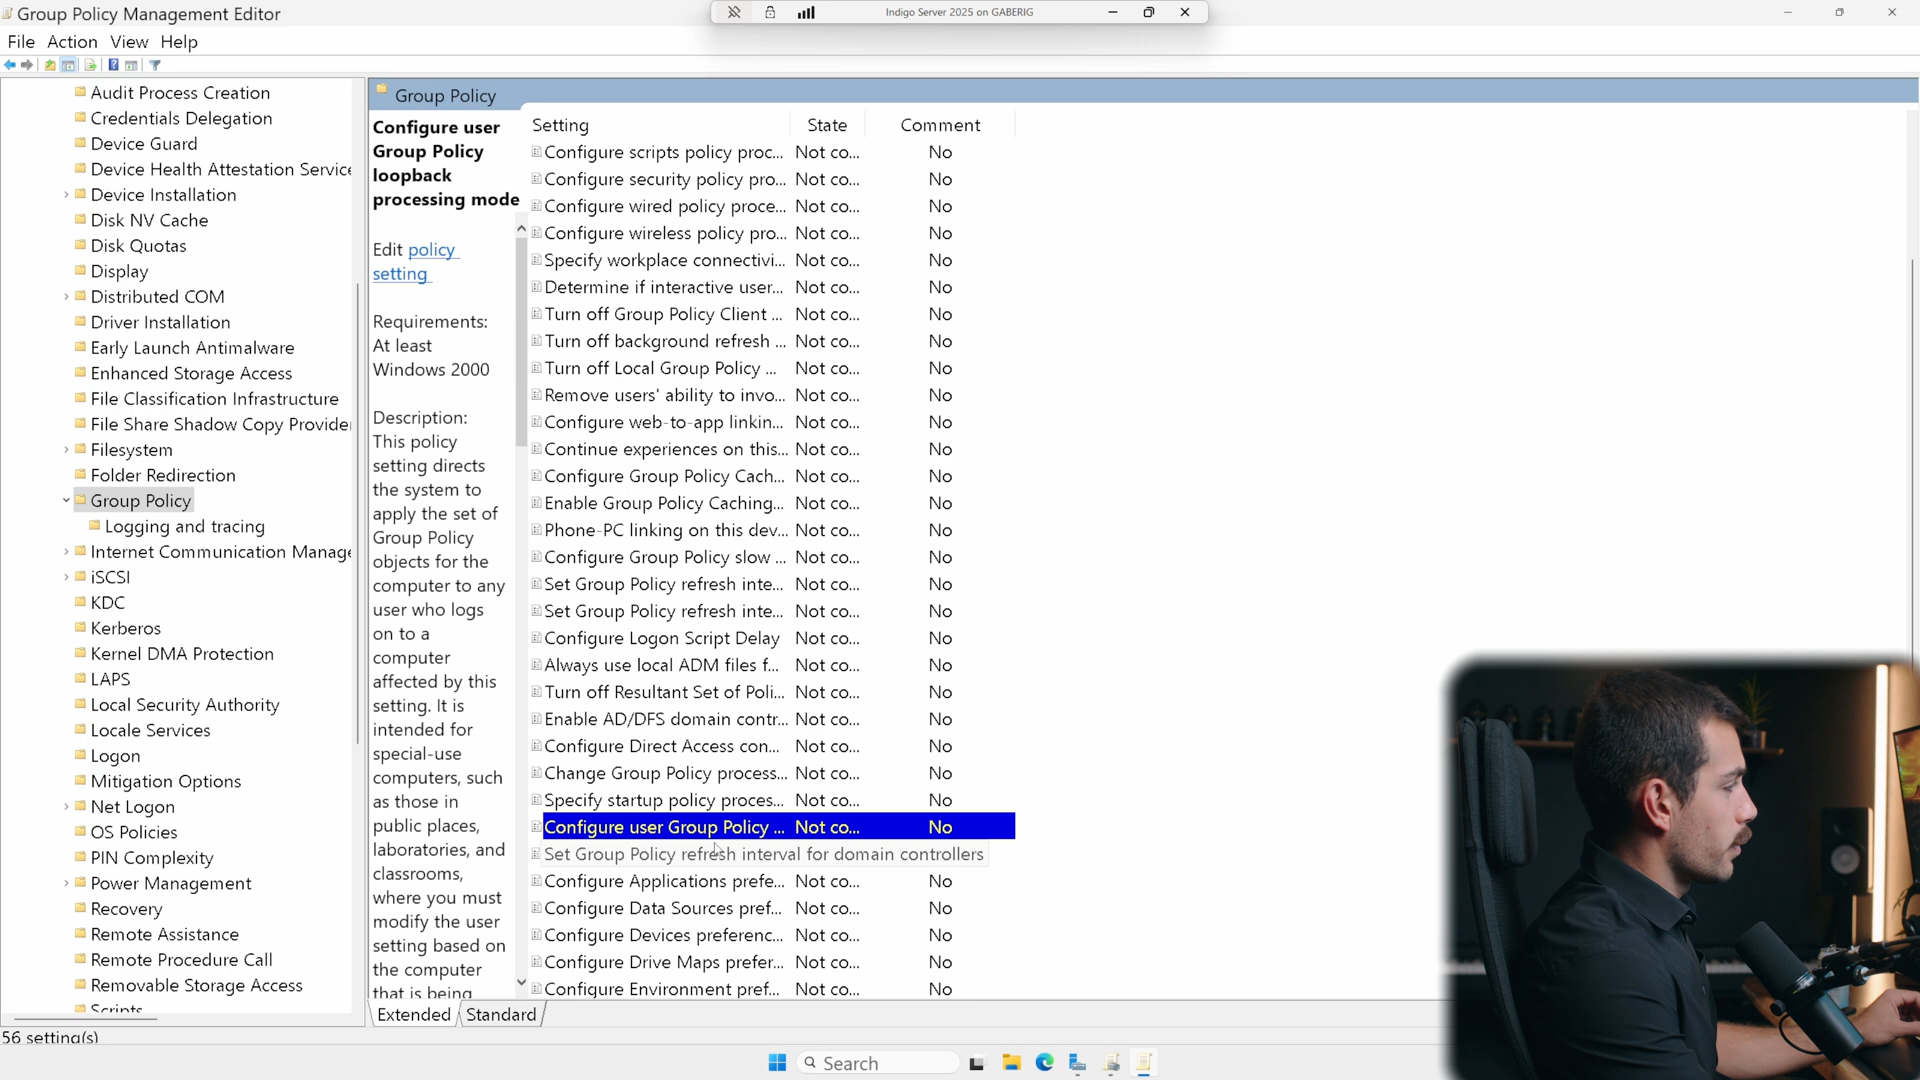 Group Policy Management Editor
Indigo Server 2025 on GABERIG
File Action View Help
Audit Process Creation
Credentials Delegation
Device Guard
Device Health Attestation Service
Device Installation
Disk NV Cache
Disk Quotas
Display
Distributed COM
Driver Installation
Early Launch Antimalware
Enhanced Storage Access
File Classification Infrastructure
File Share Shadow Copy Provider
Filesystem
Folder Redirection
Group Policy
Logging and tracing
Internet Communication Manage
iSCSI
KDC
Kerberos
Kernel DMA Protection
LAPS
Local Security Authority
Locale Services
Logon
Mitigation Options
Net Logon
OS Policies
PIN Complexity
Power Management
Recovery
Remote Assistance
Remote Procedure Call
Removable Storage Access
Scripts
56 setting(s)
Group Policy
Configure user
Group Policy
loopback
processing mode
Edit policy
setting
Requirements:
At least
Windows 2000
Description:
This policy
setting directs
the system to
apply the set of
Group Policy
objects for the
computer to any
user who logs
on to a
computer
affected by this
setting. It is
intended for
special-use
computers, such
as those in
public places,
laboratories, and
classrooms,
where you must
modify the user
setting based on
the computer
that is being
Setting State Comment
Configure scripts policy proc... Not co... No
Configure security policy pro... Not co... No
Configure wired policy proce... Not co... No
Configure wireless policy pro... Not co... No
Specify workplace connectivi... Not co... No
Determine if interactive user... Not co... No
Turn off Group Policy Client ... Not co... No
Turn off background refresh ... Not co... No
Turn off Local Group Policy ... Not co... No
Remove users' ability to invo... Not co... No
Configure web-to-app linkin... Not co... No
Continue experiences on this... Not co... No
Configure Group Policy Cach... Not co... No
Enable Group Policy Caching... Not co... No
Phone-PC linking on this dev... Not co... No
Configure Group Policy slow ... Not co... No
Set Group Policy refresh inte... Not co... No
Set Group Policy refresh inte... Not co... No
Configure Logon Script Delay Not co... No
Always use local ADM files f... Not co... No
Turn off Resultant Set of Poli... Not co... No
Enable AD/DFS domain contr... Not co... No
Configure Direct Access con... Not co... No
Change Group Policy process... Not co... No
Specify startup policy proces... Not co... No
Configure user Group Policy ... Not co... No
Set Group Policy refresh interval for domain controllers
Configure Applications prefe... Not co... No
Configure Data Sources pref... Not co... No
Configure Devices preferenc... Not co... No
Configure Drive Maps prefer... Not co... No
Configure Environment pref... Not co... No
Extended Standard
Search